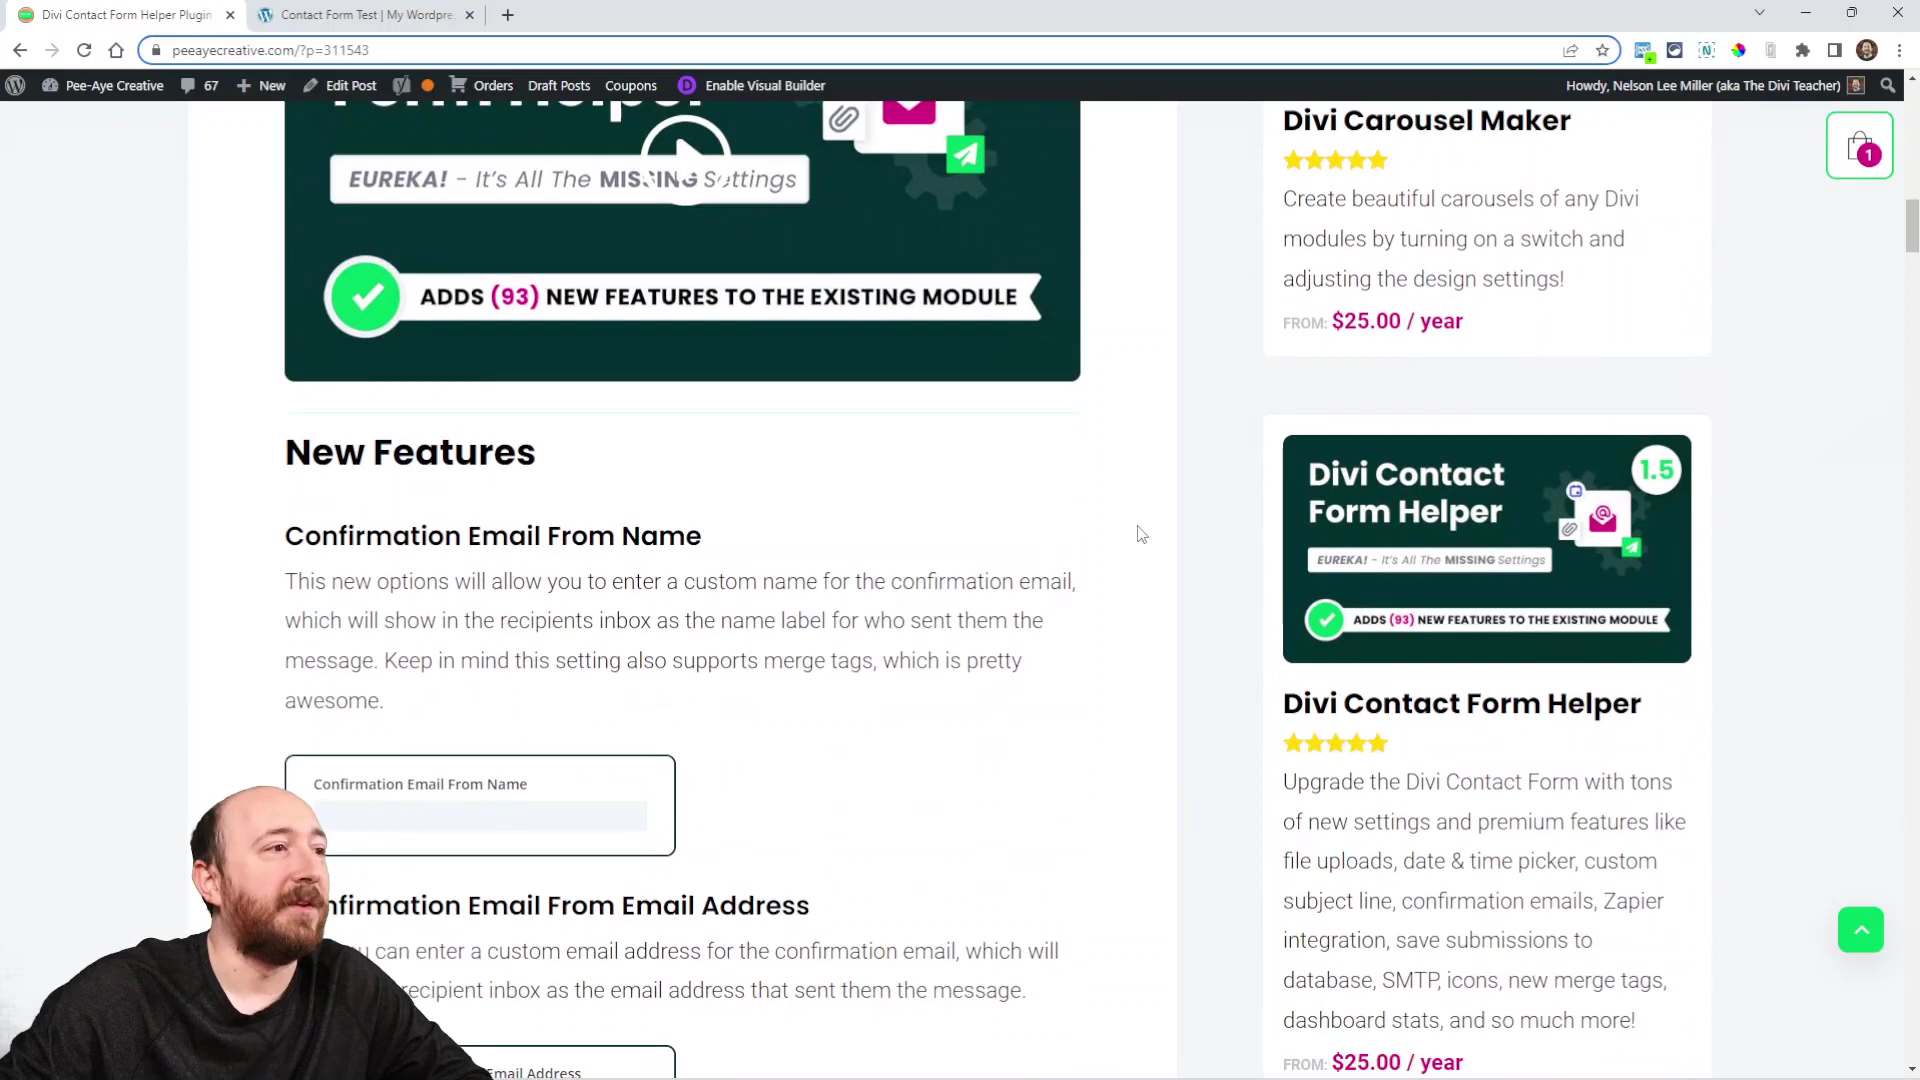 Divi Contact Form Helper Plugin
Contact Form Test | My Wordpre
peeayecreative.com/?p=311543
Pee-Aye Creative 67 New Edit Post Orders Draft Posts Coupons Enable Visual Builder
Howdy, Nelson Lee Miller (aka The Divi Teacher)
Form Helper
EUREKA! - It's All The MISSING Settings
ADDS (93) NEW FEATURES TO THE EXISTING MODULE
New Features
Confirmation Email From Name
This new options will allow you to enter a custom name for the confirmation email,
which will show in the recipients inbox as the name label for who sent them the
message. Keep in mind this setting also supports merge tags, which is pretty
awesome.
Confirmation Email From Name
nfirmation Email From Email Address
u can enter a custom email address for the confirmation email, which will
recipient inbox as the email address that sent them the message.
Email Address
Divi Carousel Maker
Create beautiful carousels of any Divi
modules by turning on a switch and
adjusting the design settings!
FROM: $25.00 / year
1
Divi Contact
Form Helper
1.5
EUREKA! - It's All The MISSING Settings
ADDS (93) NEW FEATURES TO THE EXISTING MODULE
Divi Contact Form Helper
Upgrade the Divi Contact Form with tons
of new settings and premium features like
file uploads, date & time picker, custom
subject line, confirmation emails, Zapier
integration, save submissions to
database, SMTP, icons, new merge tags,
dashboard stats, and so much more!
FROM: $25.00 / year